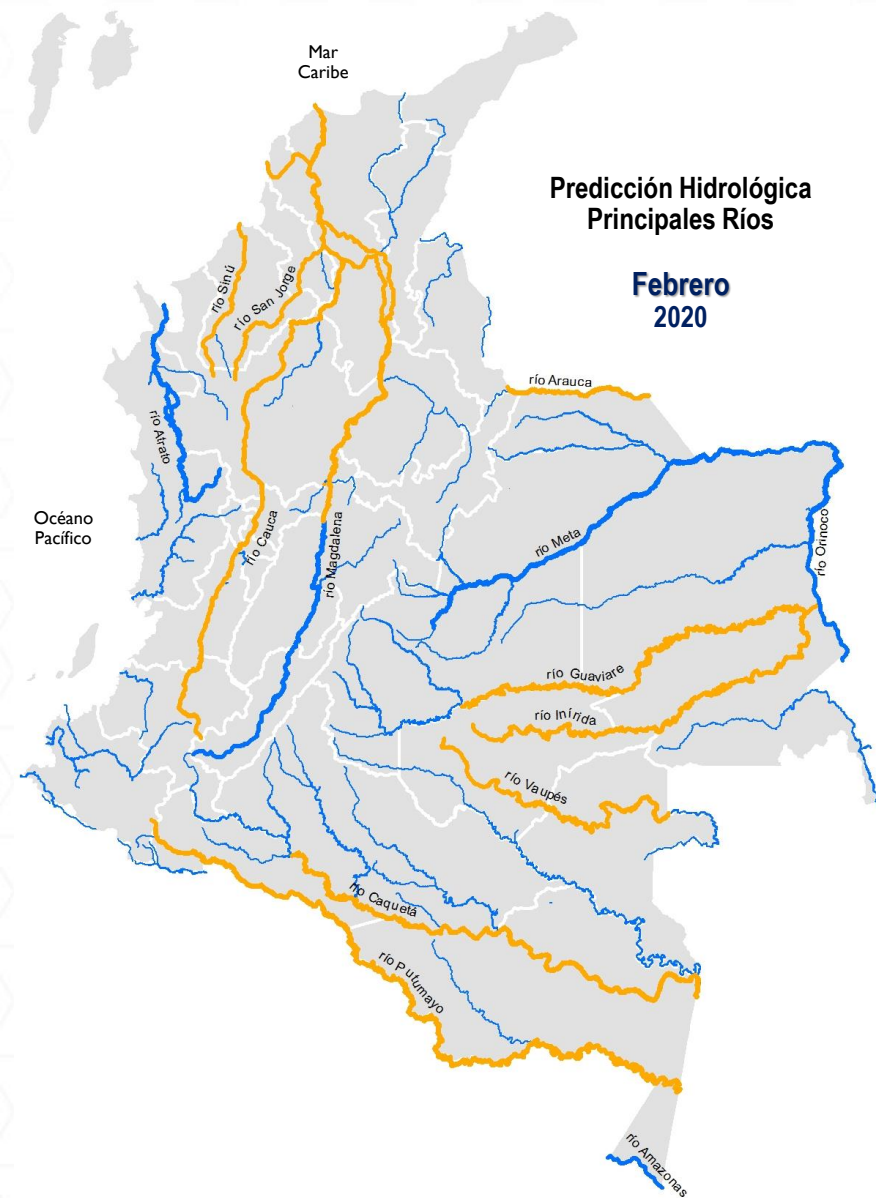 Mar
Caribe
Predicción Hidrológica
Principales Ríos
Febrero
2020
río Sinú
río San Jorge
río Arauca
río Atrato
Océano
Pacífico
río Cauca
río Magdalena
río Meta
río Orinoco
río Guaviare
río Inírida
río Vaupés
río Caquetá
río Putumayo
río Amazonas